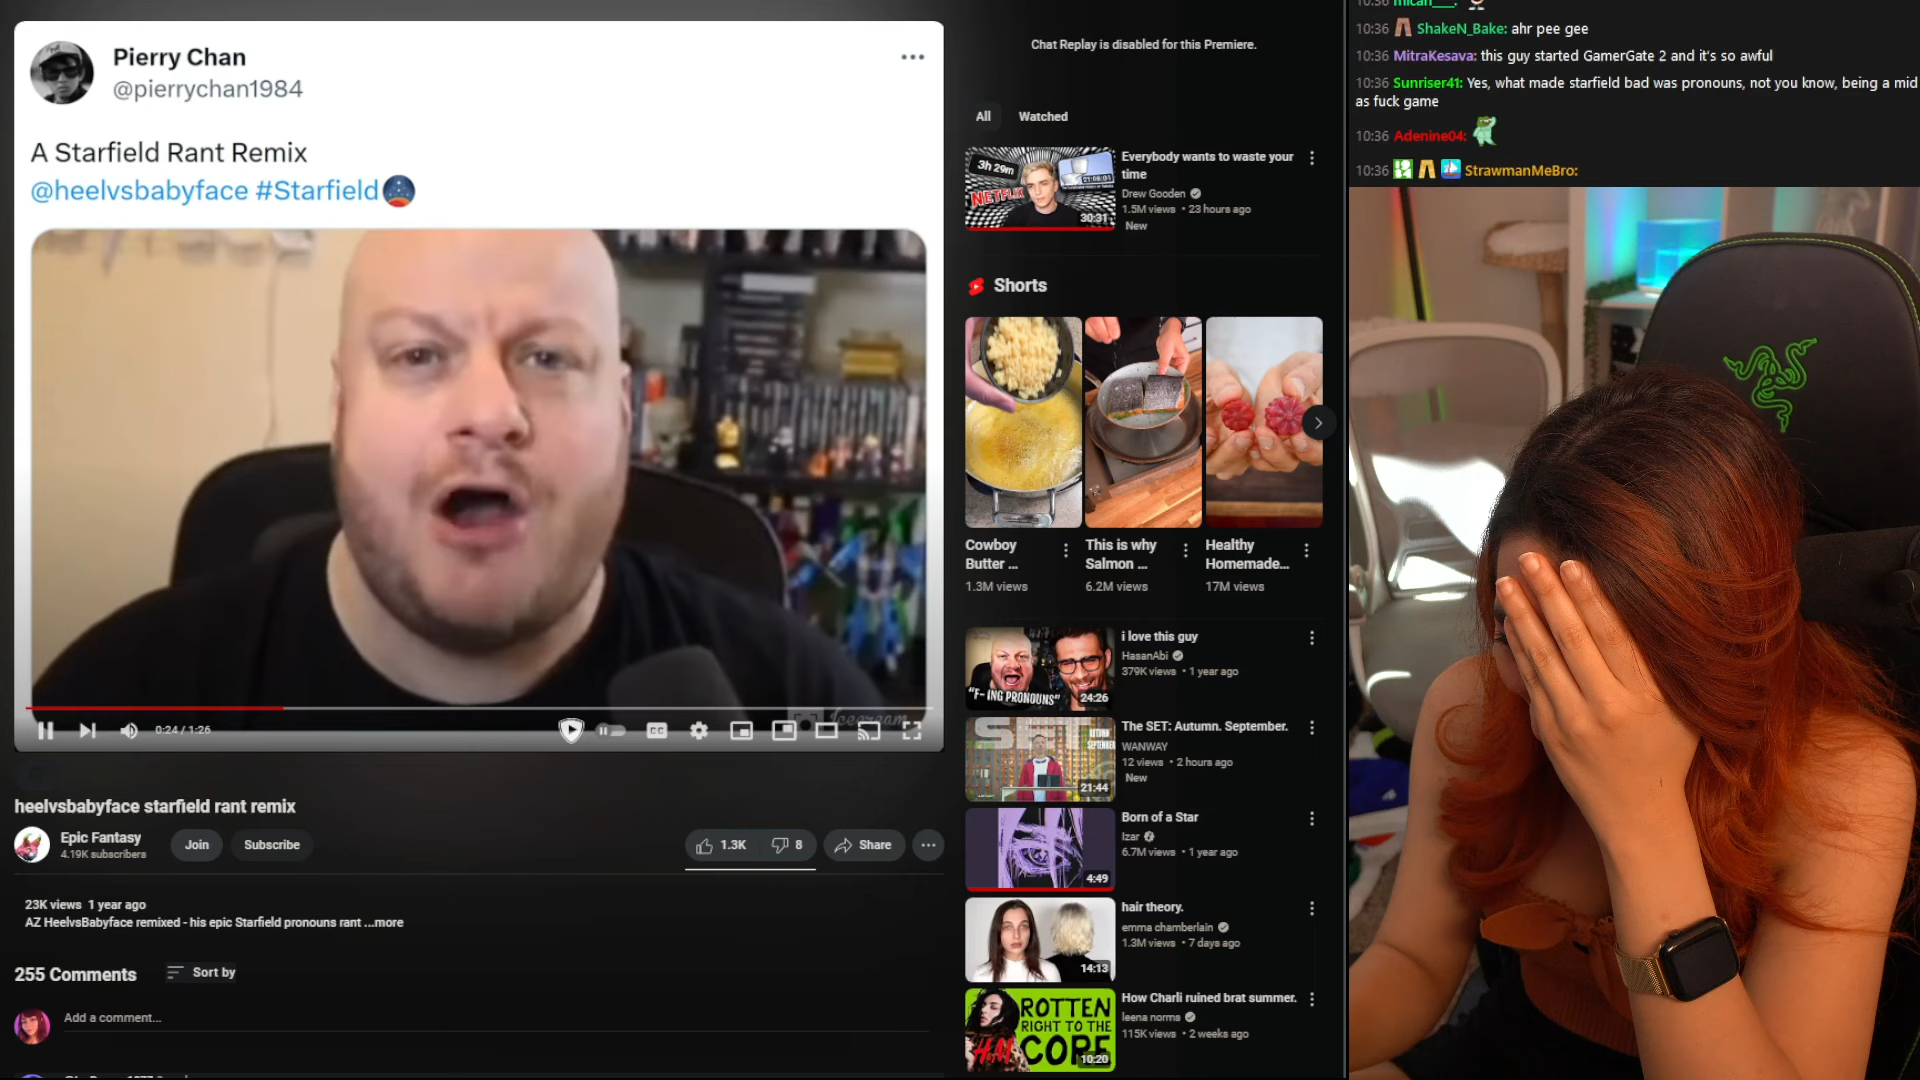 Pierry Chan
@pierrychan1984
A Starfield Rant Remix
@heelvsbabyface #Starfield
Icecream
0:24 / 1:26
CC
heelvsbabyface starfield rant remix
Epic Fantasy
4.19K subscribers
Join
Subscribe
1.3K
8
Share
23K views 1 year ago
AZ HeelvsBabyface remixed - his epic Starfield pronouns rant ...more
255 Comments
Sort by
Add a comment...
Chat Replay is disabled for this Premiere.
All
Watched
3h 29m
NETFLIX
30:31
Everybody wants to waste your
time
Drew Gooden
1.5M views • 23 hours ago
New
Shorts
Cowboy
Butter ...
1.3M views
This is why
Salmon ...
6.2M views
Healthy
Homemade...
17M views
"F-ING PRONOUNS"
24:26
i love this guy
HasanAbi
379K views • 1 year ago
SET
AUTUMN
SEPTEMBER
21:44
The SET: Autumn. September.
WANWAY
12 views • 2 hours ago
New
4:49
Born of a Star
Izar
6.7M views • 1 year ago
14:13
hair theory.
emma chamberlain
1.3M views • 7 days ago
ROTTEN
RIGHT TO THE
CORE
10:20
How Charli ruined brat summer.
leena norms
115K views • 2 weeks ago
10:36 mican___:
10:36 ShakeN_Bake: ahr pee gee
10:36 MitraKesava: this guy started GamerGate 2 and it's so awful
10:36 Sunriser41: Yes, what made starfield bad was pronouns, not you know, being a mid
as fuck game
10:36 Adenine04:
10:36 StrawmanMeBro: